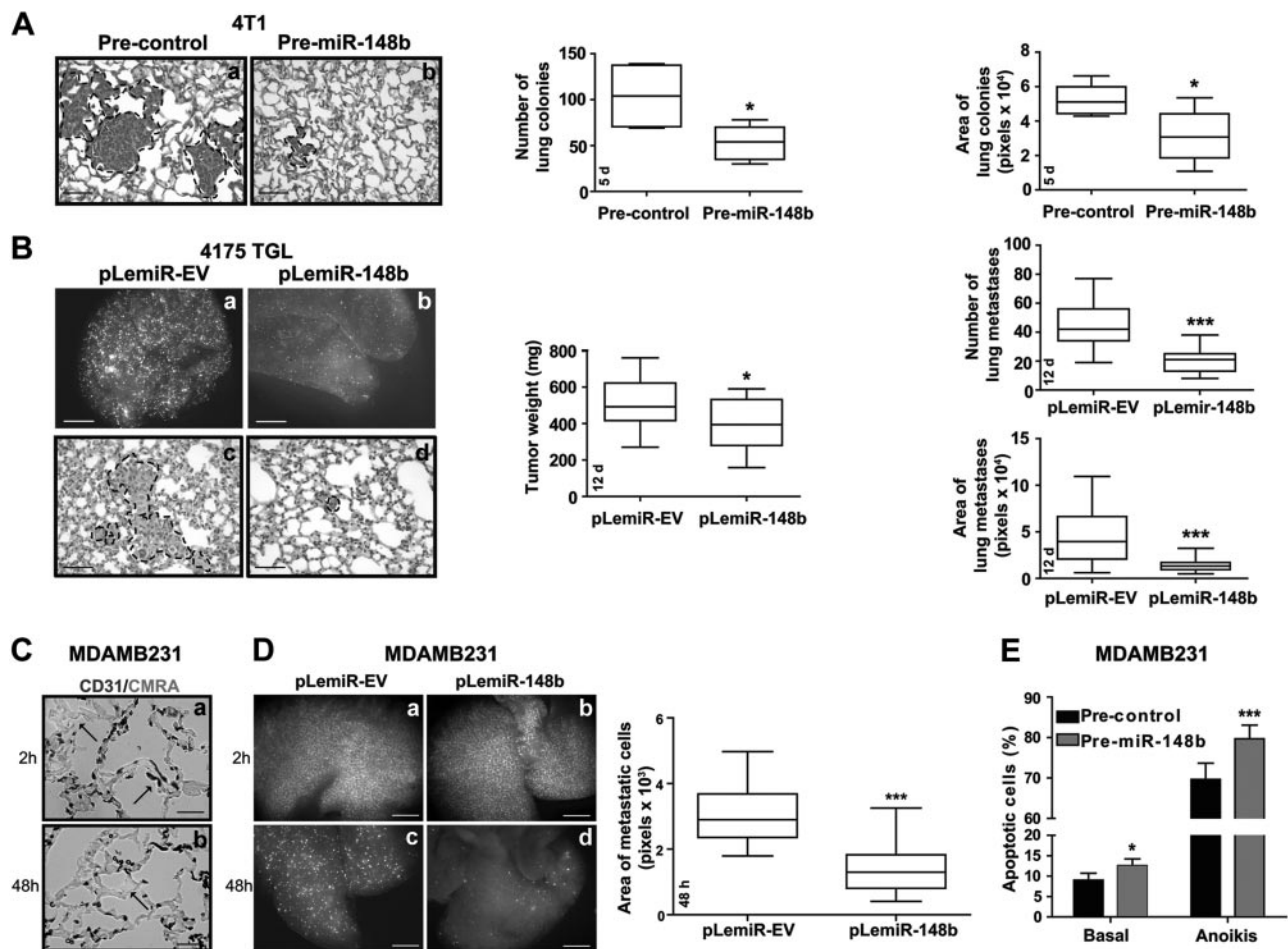 A
4T1
Pre-control
Pre-miR-148b
a
b
Number of
lung colonies
150
100
50
0
5 d
*
Pre-control
Pre-miR-148b
Area of
lung colonies
(pixels x 10⁴)
8
6
4
2
0
5 d
*
Pre-control
Pre-miR-148b
B
4175 TGL
pLemiR-EV
pLemiR-148b
a
b
c
d
Tumor weight (mg)
800
600
400
200
0
12 d
*
pLemiR-EV
pLemiR-148b
Number of
lung metastases
100
80
60
40
20
0
12 d
***
pLemiR-EV
pLemir-148b
Area of
lung metastases
(pixels x 10⁴)
15
10
5
0
12 d
***
pLemiR-EV
pLemiR-148b
C
MDAMB231
CD31/CMRA
2h
a
48h
b
D
MDAMB231
pLemiR-EV
pLemiR-148b
2h
a
b
48h
c
d
Area of metastatic cells
(pixels x 10³)
6
4
2
0
48 h
***
pLemiR-EV
pLemiR-148b
E
MDAMB231
Apoptotic cells (%)
90
80
70
60
20
10
0
Pre-control
Pre-miR-148b
*
***
Basal
Anoikis